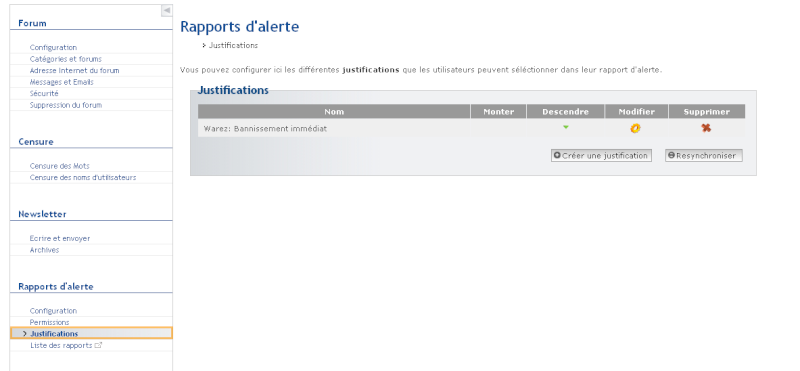 Forum
Configuration
Catégories et forums
Adresse Internet du forum
Messages et Emails
Sécurité
Suppression du forum
Censure
Censure des Mots
Censure des noms d'utilisateurs
Newsletter
Ecrire et envoyer
Archives
Rapports d'alerte
Configuration
Permissions
Justifications
Liste des rapports
Rapports d'alerte
Justifications
Vous pouvez configurer ici les différentes justifications que les utilisateurs peuvent séléctionner dans leur rapport d'alerte.
Justifications
Nom Monter Descendre Modifier Supprimer
Warez: Bannissement immédiat
Créer une justification Resynchroniser